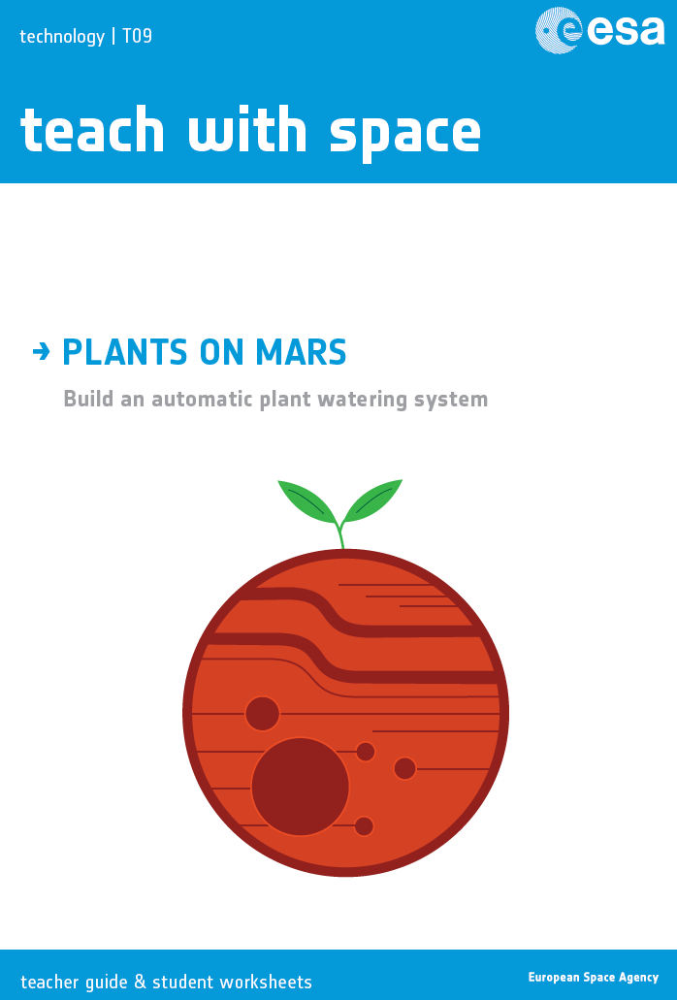 technology | T09
esa
teach with space
→ PLANTS ON MARS
Build an automatic plant watering system
teacher guide & student worksheets
European Space Agency